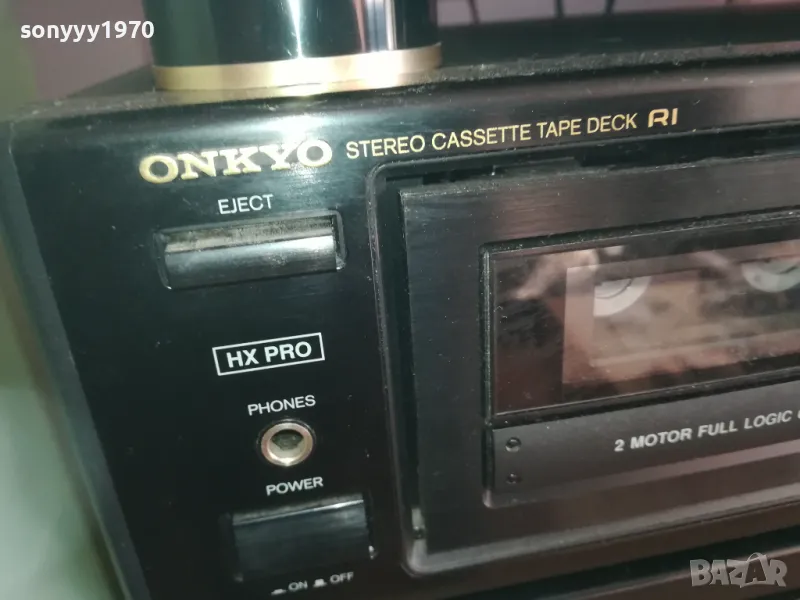 sonyyy1970
ONKYO STEREO CASSETTE TAPE DECK RI
EJECT
HX PRO
PHONES
2 MOTOR FULL LOGIC
POWER
ON OFF
BAZAR